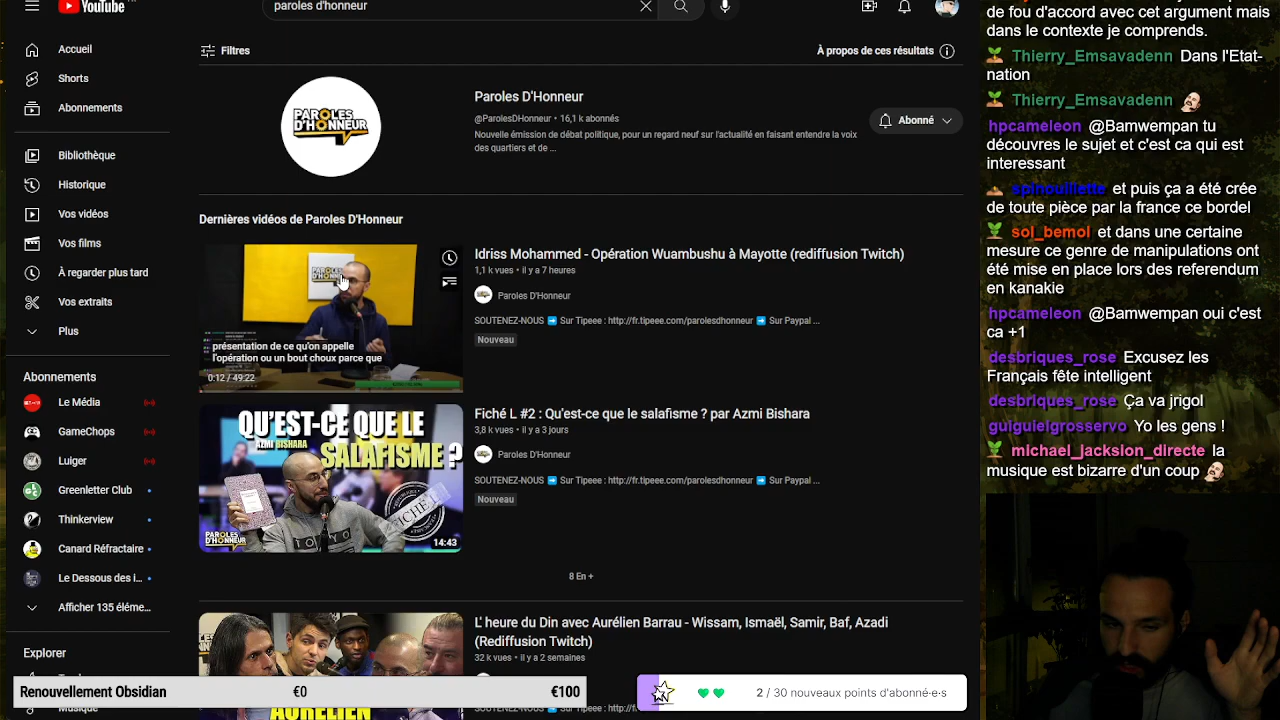 YouTube
paroles d'honneur
Accueil
Shorts
Abonnements
Bibliothèque
Historique
Vos vidéos
Vos films
À regarder plus tard
Vos extraits
Plus
Abonnements
Le Média
GameChops
Luiger
Greenletter Club
Thinkerview
Canard Réfractaire
Le Dessous des i...
Afficher 135 éléme...
Explorer
Musique
Filtres
À propos de ces résultats
PAROLES
D'HONNEUR
Paroles D'Honneur
@ParolesDHonneur • 16,1 k abonnés
Nouvelle émission de débat politique, pour un regard neuf sur l'actualité en faisant entendre la voix
des quartiers et de ...
Abonné
Dernières vidéos de Paroles D'Honneur
présentation de ce qu'on appelle
l'opération ou un bout choux parce que
0:12 / 49:22
Idriss Mohammed - Opération Wuambushu à Mayotte (rediffusion Twitch)
1,1 k vues • il y a 7 heures
Paroles D'Honneur
SOUTENEZ-NOUS ➡ Sur Tipeee : http://fr.tipeee.com/parolesdhonneur ➡ Sur Paypal ...
Nouveau
QU'EST-CE QUE LE
AZMI BISHARA
SALAFISME ?
FICHÉ L
PAROLES
D'HONNEUR
TOKYO
14:43
Fiché L #2 : Qu'est-ce que le salafisme ? par Azmi Bishara
3,8 k vues • il y a 3 jours
Paroles D'Honneur
SOUTENEZ-NOUS ➡ Sur Tipeee : http://fr.tipeee.com/parolesdhonneur ➡ Sur Paypal ...
Nouveau
8 En +
L' heure du Din avec Aurélien Barrau - Wissam, Ismaël, Samir, Baf, Azadi
(Rediffusion Twitch)
32 k vues • il y a 2 semaines
AURÉLIEN
Renouvellement Obsidian €0 €100
2 / 30 nouveaux points d'abonné·e·s
de fou d'accord avec cet argument mais
dans le contexte je comprends.
Thierry_Emsavadenn Dans l'Etat-
nation
Thierry_Emsavadenn
hpcameleon @Bamwempan tu
découvres le sujet et c'est ca qui est
interessant
spinouillette et puis ça a été crée
de toute pièce par la france ce bordel
sol_bemol et dans une certaine
mesure ce genre de manipulations ont
été mise en place lors des referendum
en kanakie
hpcameleon @Bamwempan oui c'est
ca +1
desbriques_rose Excusez les
Français fête intelligent
desbriques_rose Ça va jrigol
guiguielgrosservo Yo les gens !
michael_jackslon_directe la
musique est bizarre d'un coup